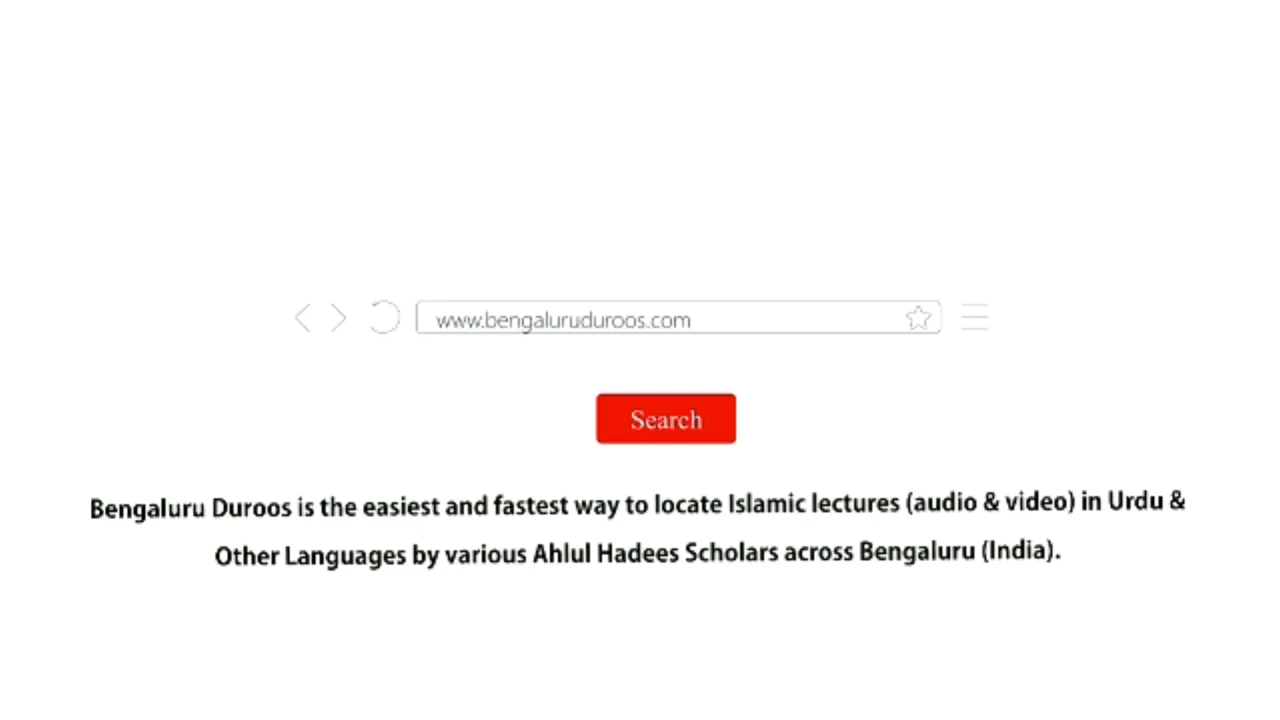 www.bengaluruduroos.com
Search
Bengaluru Duroos is the easiest and fastest way to locate Islamic lectures (audio & video) in Urdu &
Other Languages by various Ahlul Hadees Scholars across Bengaluru (India).